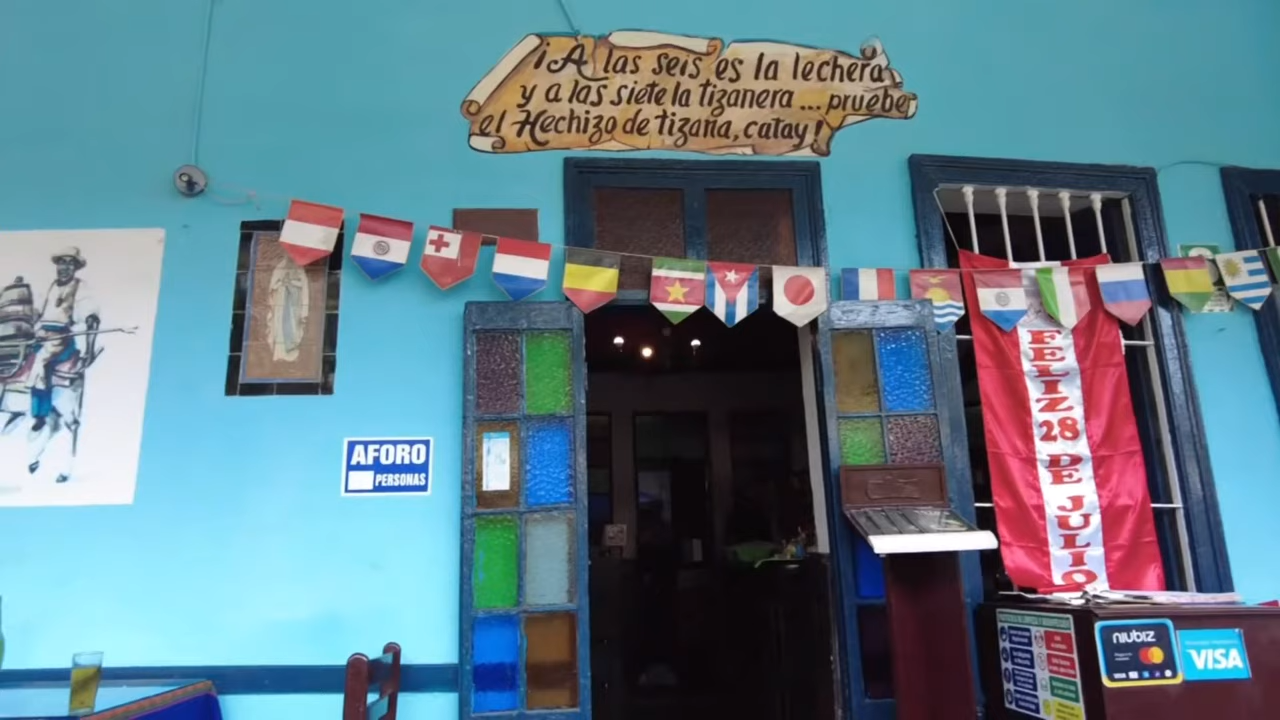 ¡A las seis es la lechera
y a las siete la tizanera ... pruebe
el Hechizo de tizana, catay!
AFORO
PERSONAS
FELIZ
28
DE
JULIO
niubiz
VISA
VISA